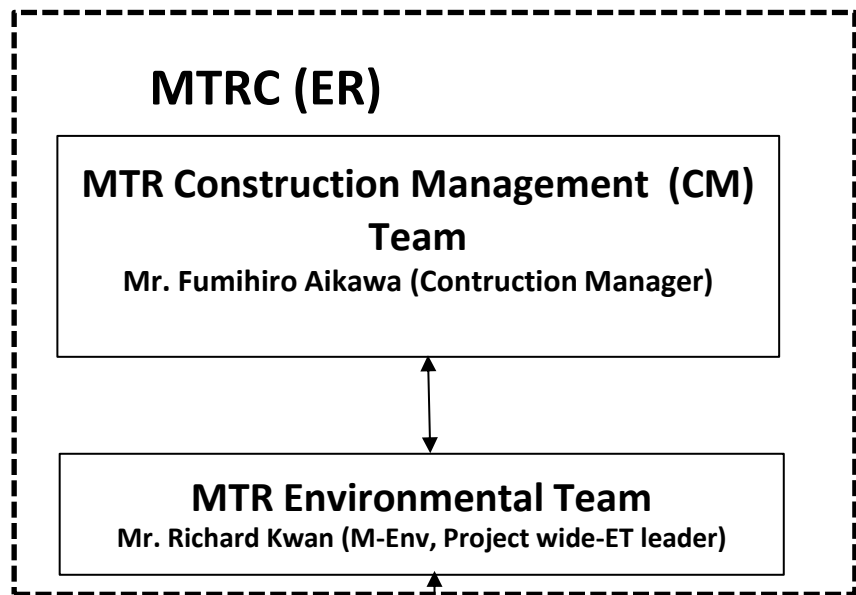 MTRC (ER)
MTR Construction Management (CM)
Team
Mr. Fumihiro Aikawa (Contruction Manager)
MTR Environmental Team
Mr. Richard Kwan (M-Env, Project wide-ET leader)